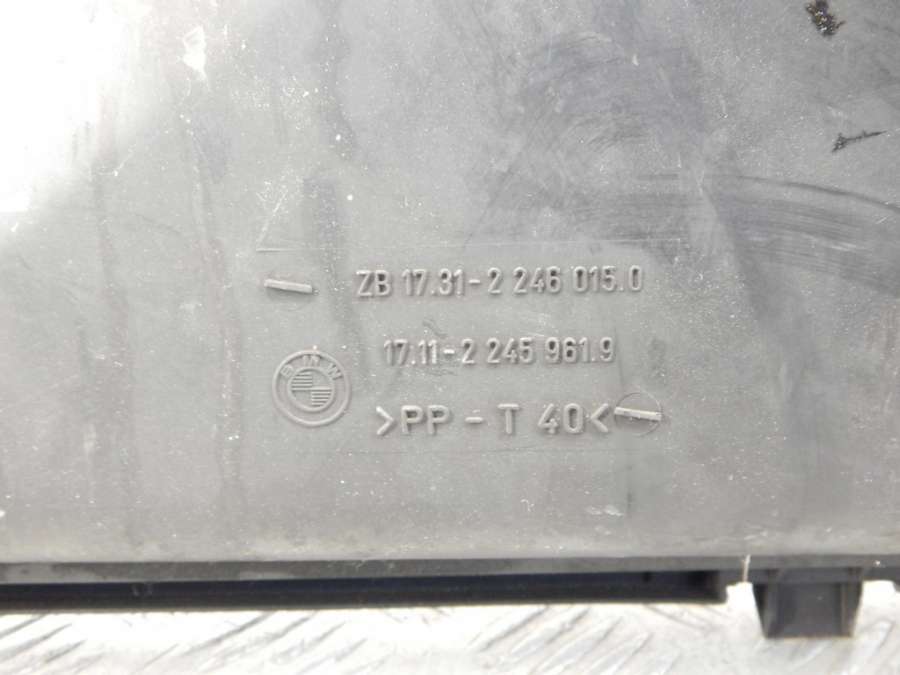 ZB 17.31-2 246 015.0
17.11-2 245 961.9
BMW
>PP-T 40<